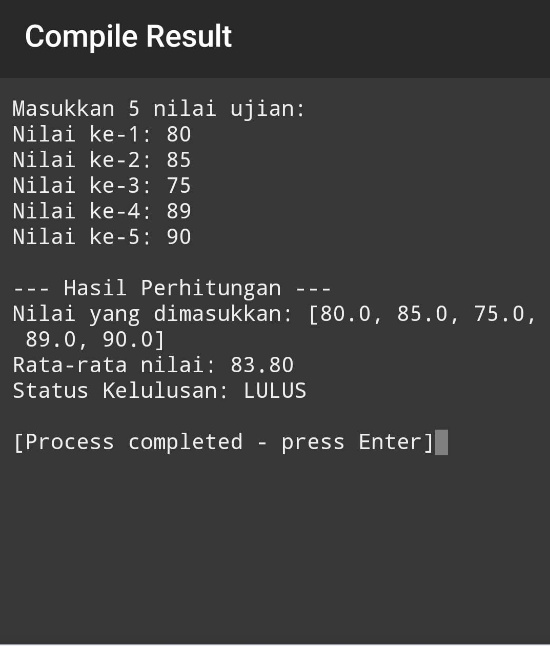 Compile Result
Masukkan 5 nilai ujian:
Nilai ke-1: 80
Nilai ke-2: 85
Nilai ke-3: 75
Nilai ke-4: 89
Nilai ke-5: 90
--- Hasil Perhitungan ---
Nilai yang dimasukkan: [80.0, 85.0, 75.0,
89.0, 90.0]
Rata-rata nilai: 83.80
Status Kelulusan: LULUS
[Process completed - press Enter]